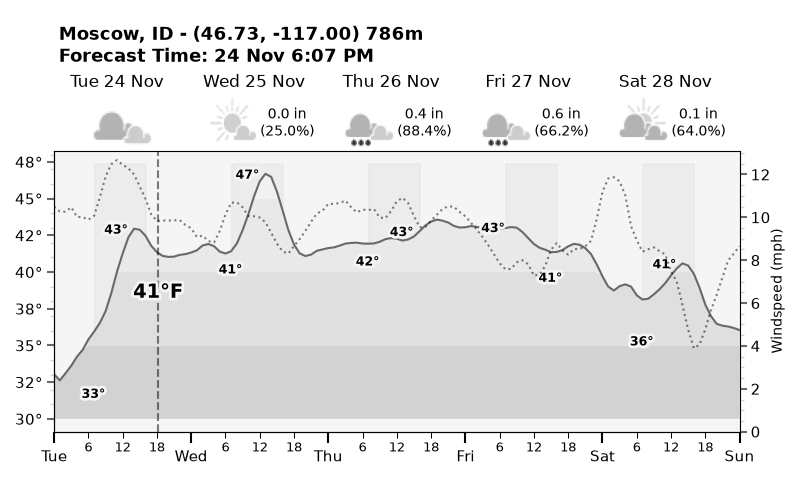 Moscow, ID - (46.73, -117.00) 786m
Forecast Time: 24 Nov 6:07 PM
Tue 24 Nov Wed 25 Nov Thu 26 Nov Fri 27 Nov Sat 28 Nov
0.0 in 0.4 in 0.6 in 0.1 in
(25.0%) (88.4%) (66.2%) (64.0%)
48°
45°
42°
40°
38°
35°
32°
30°
43°
33°
41°F
47°
41°
42°
43°
43°
41°
41°
36°
12
10
8
6
4
2
0
Windspeed (mph)
6 12 18 6 12 18 6 12 18 6 12 18 6 12 18
Tue Wed Thu Fri Sat Sun